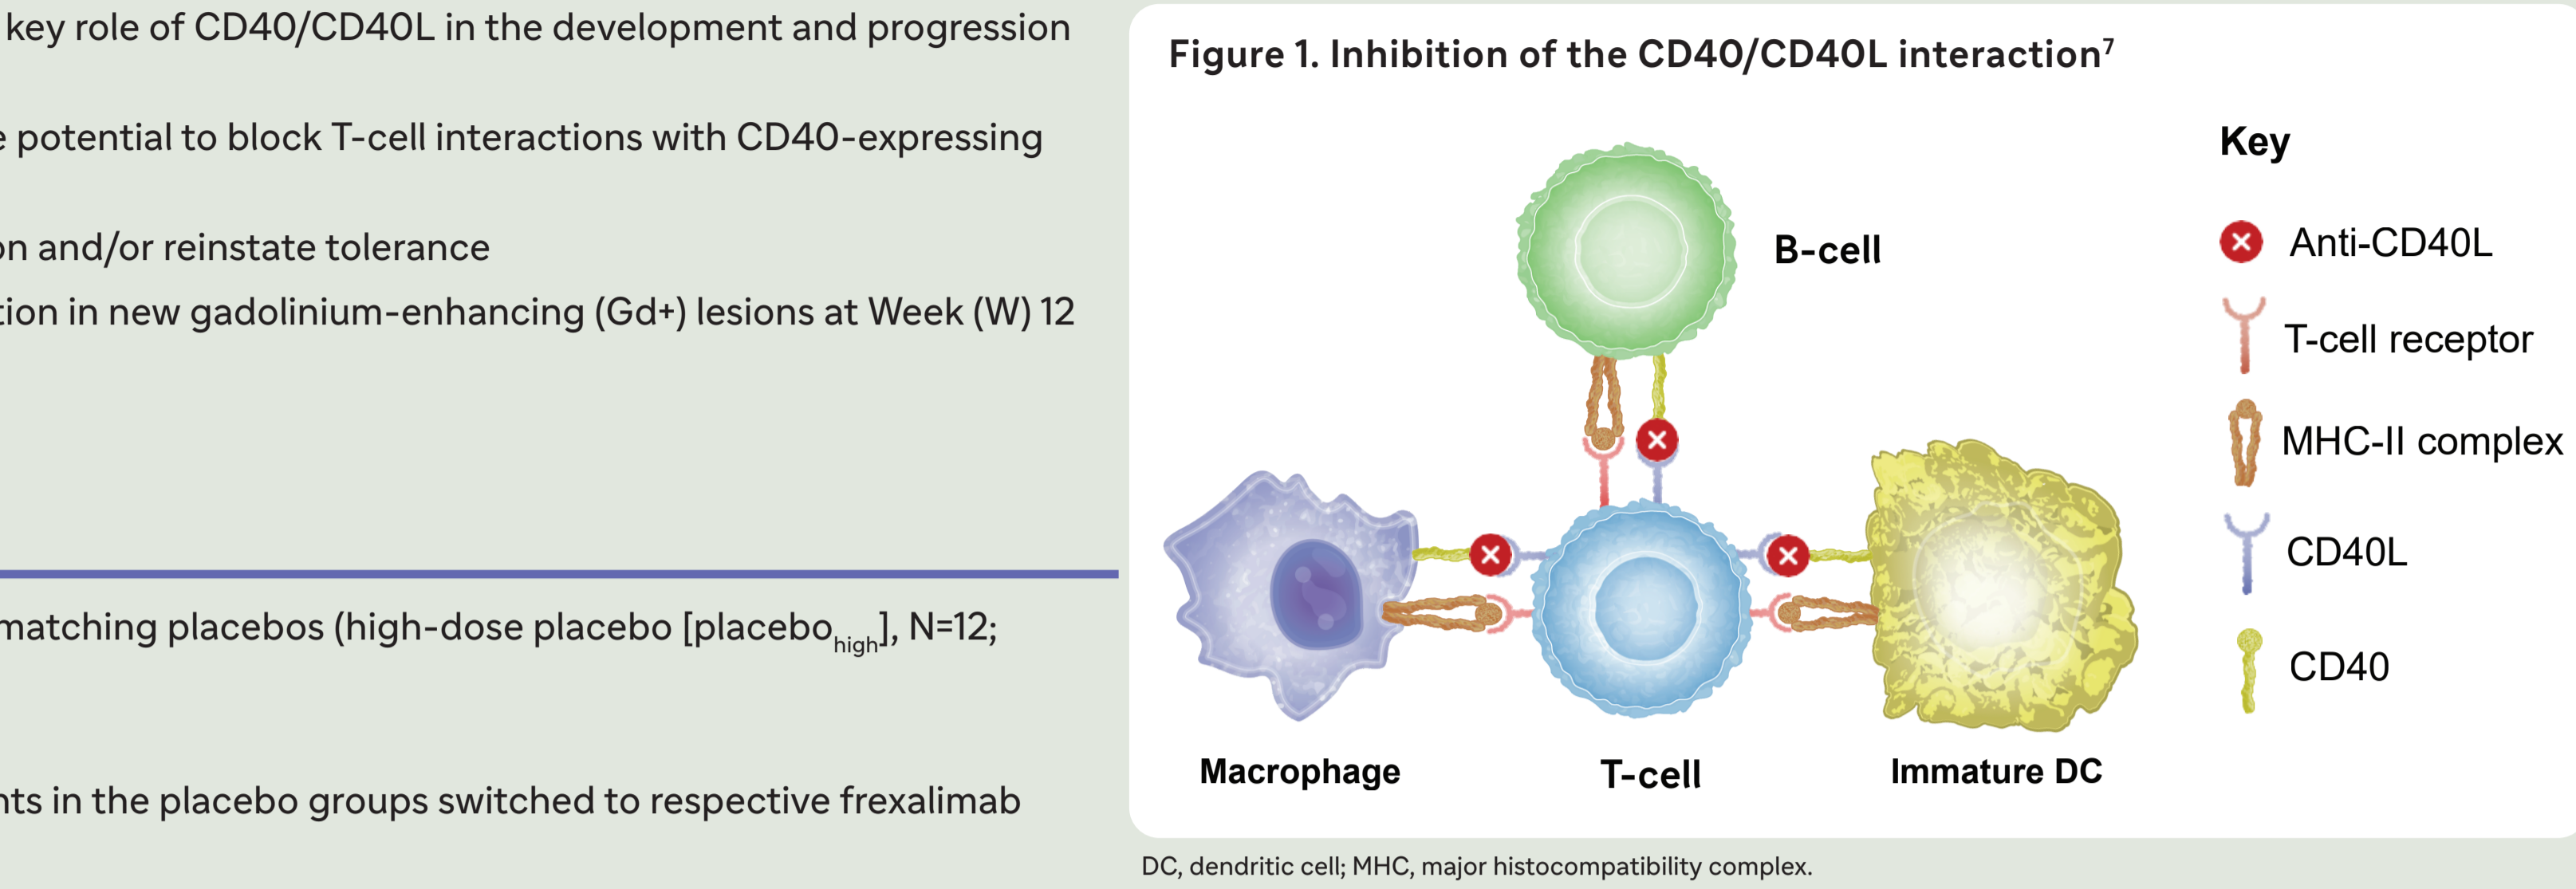 key role of CD40/CD40L in the development and progression
potential to block T-cell interactions with CD40-expressing
and/or reinstate tolerance
in new gadolinium-enhancing (Gd+) lesions at Week (W) 12
matching placebos (high-dose placebo [placebohigh], N=12;
in the placebo groups switched to respective frexalimab
Figure 1. Inhibition of the CD40/CD40L interaction7
B-cell
Macrophage
T-cell
Immature DC
Key
Anti-CD40L
T-cell receptor
MHC-II complex
CD40L
CD40
DC, dendritic cell; MHC, major histocompatibility complex.